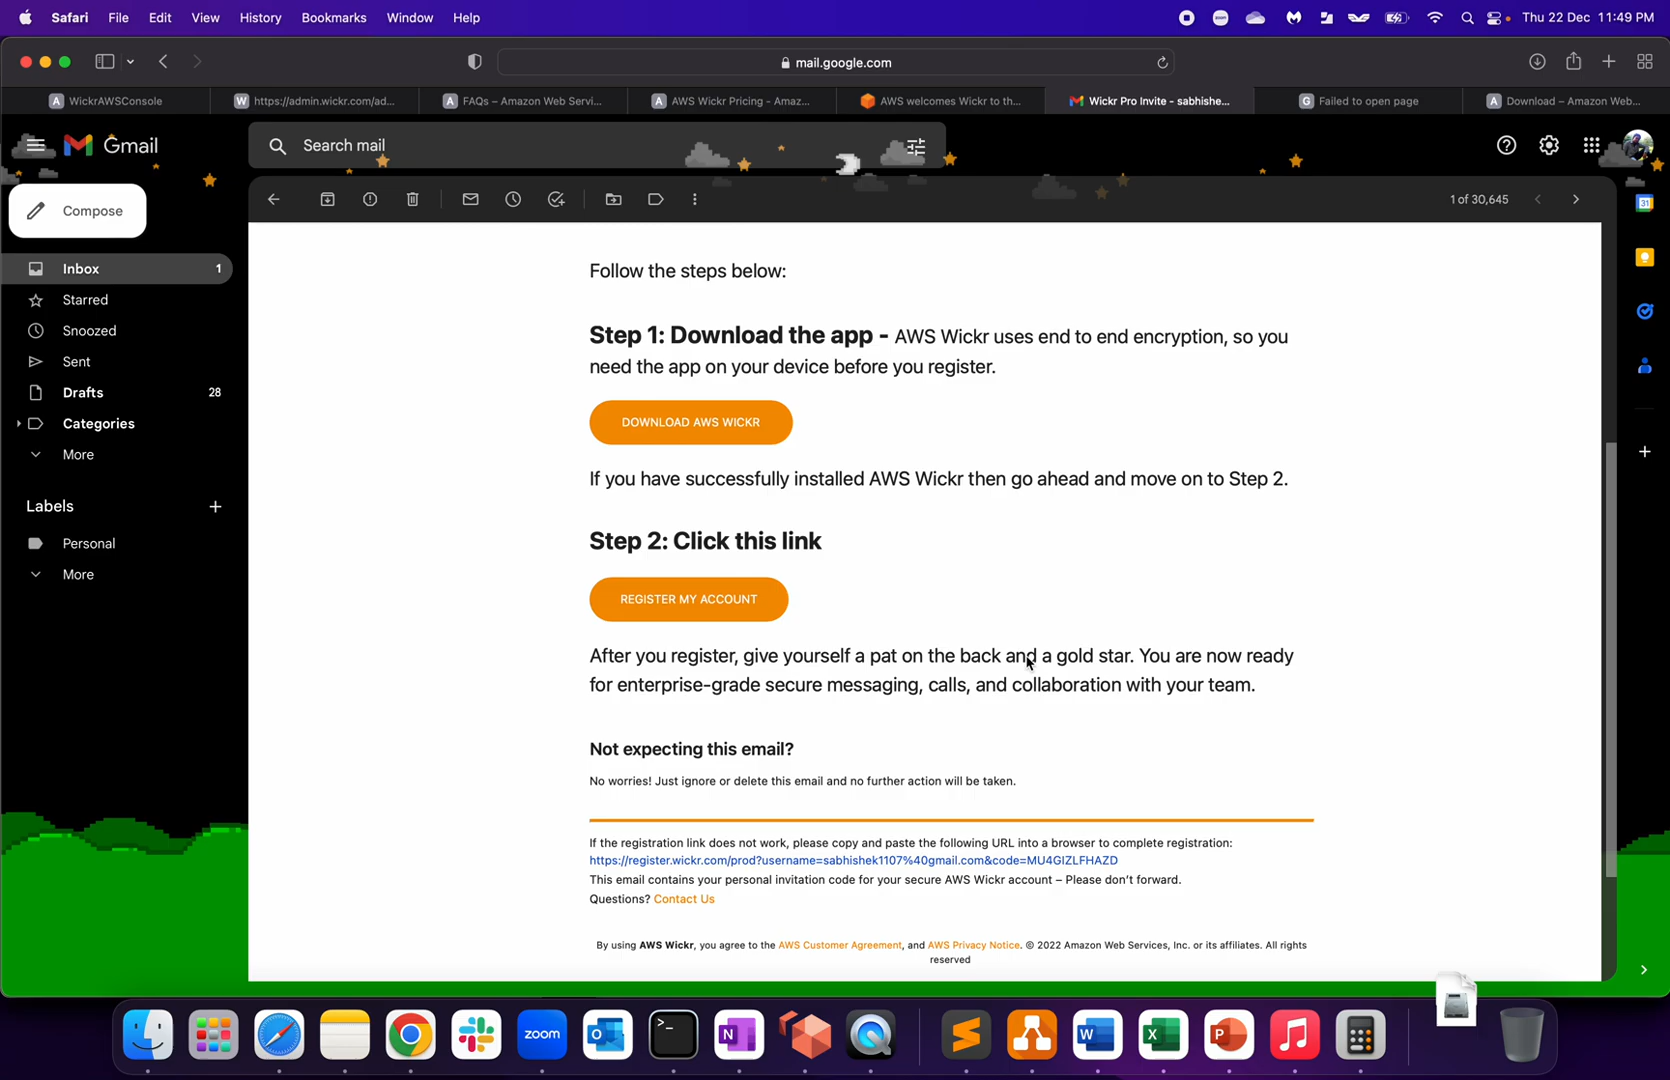 Safari File Edit View History Bookmarks Window Help
Thu 22 Dec 11:49 PM
mail.google.com
WickrAWSConsole
https://admin.wickr.com/ad...
FAQs – Amazon Web Servi...
AWS Wickr Pricing - Amaz...
AWS welcomes Wickr to th...
Wickr Pro Invite - sabhishe...
Failed to open page
Download – Amazon Web...
Gmail
Search mail
Compose
1 of 30,645
Inbox 1
Starred
Snoozed
Sent
Drafts 28
Categories
More
Labels
Personal
More
Follow the steps below:
Step 1: Download the app - AWS Wickr uses end to end encryption, so you
need the app on your device before you register.
DOWNLOAD AWS WICKR
If you have successfully installed AWS Wickr then go ahead and move on to Step 2.
Step 2: Click this link
REGISTER MY ACCOUNT
After you register, give yourself a pat on the back and a gold star. You are now ready
for enterprise-grade secure messaging, calls, and collaboration with your team.
Not expecting this email?
No worries! Just ignore or delete this email and no further action will be taken.
If the registration link does not work, please copy and paste the following URL into a browser to complete registration:
https://register.wickr.com/prod?username=sabhishek1107%40gmail.com&code=MU4GIZLFHAZD
This email contains your personal invitation code for your secure AWS Wickr account – Please don't forward.
Questions? Contact Us
By using AWS Wickr, you agree to the AWS Customer Agreement, and AWS Privacy Notice. © 2022 Amazon Web Services, Inc. or its affiliates. All rights
reserved
zoom